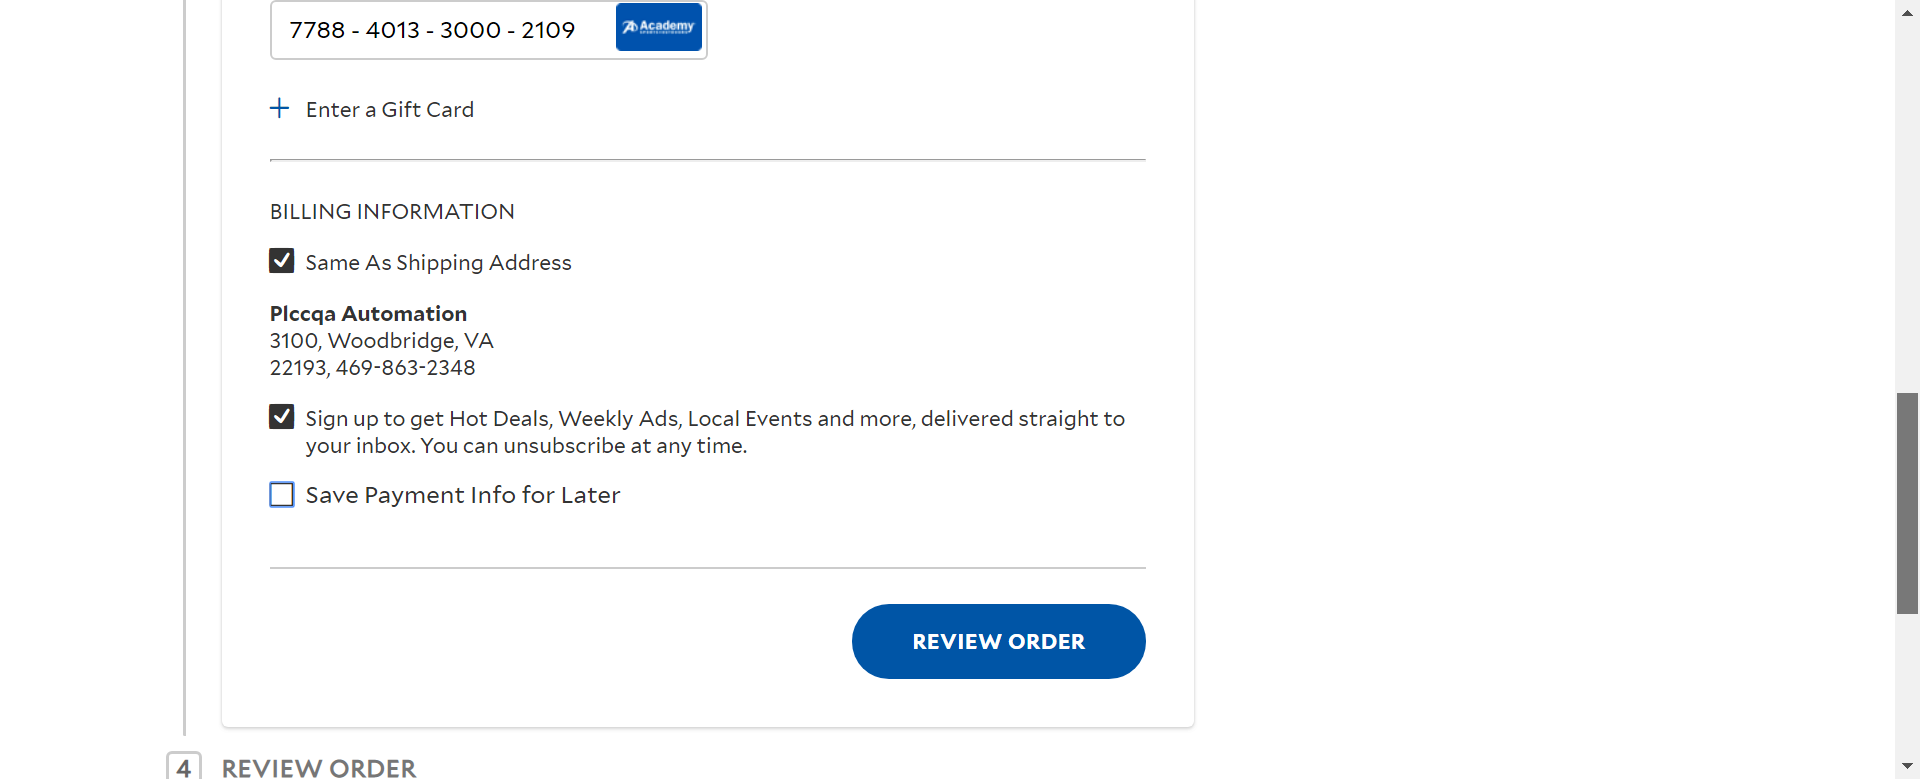 7788 - 4013 - 3000 - 2109
Academy
Enter a Gift Card
BILLING INFORMATION
Same As Shipping Address
Plccqa Automation
3100, Woodbridge, VA
22193, 469-863-2348
Sign up to get Hot Deals, Weekly Ads, Local Events and more, delivered straight to
your inbox. You can unsubscribe at any time.
Save Payment Info for Later
REVIEW ORDER
4 REVIEW ORDER